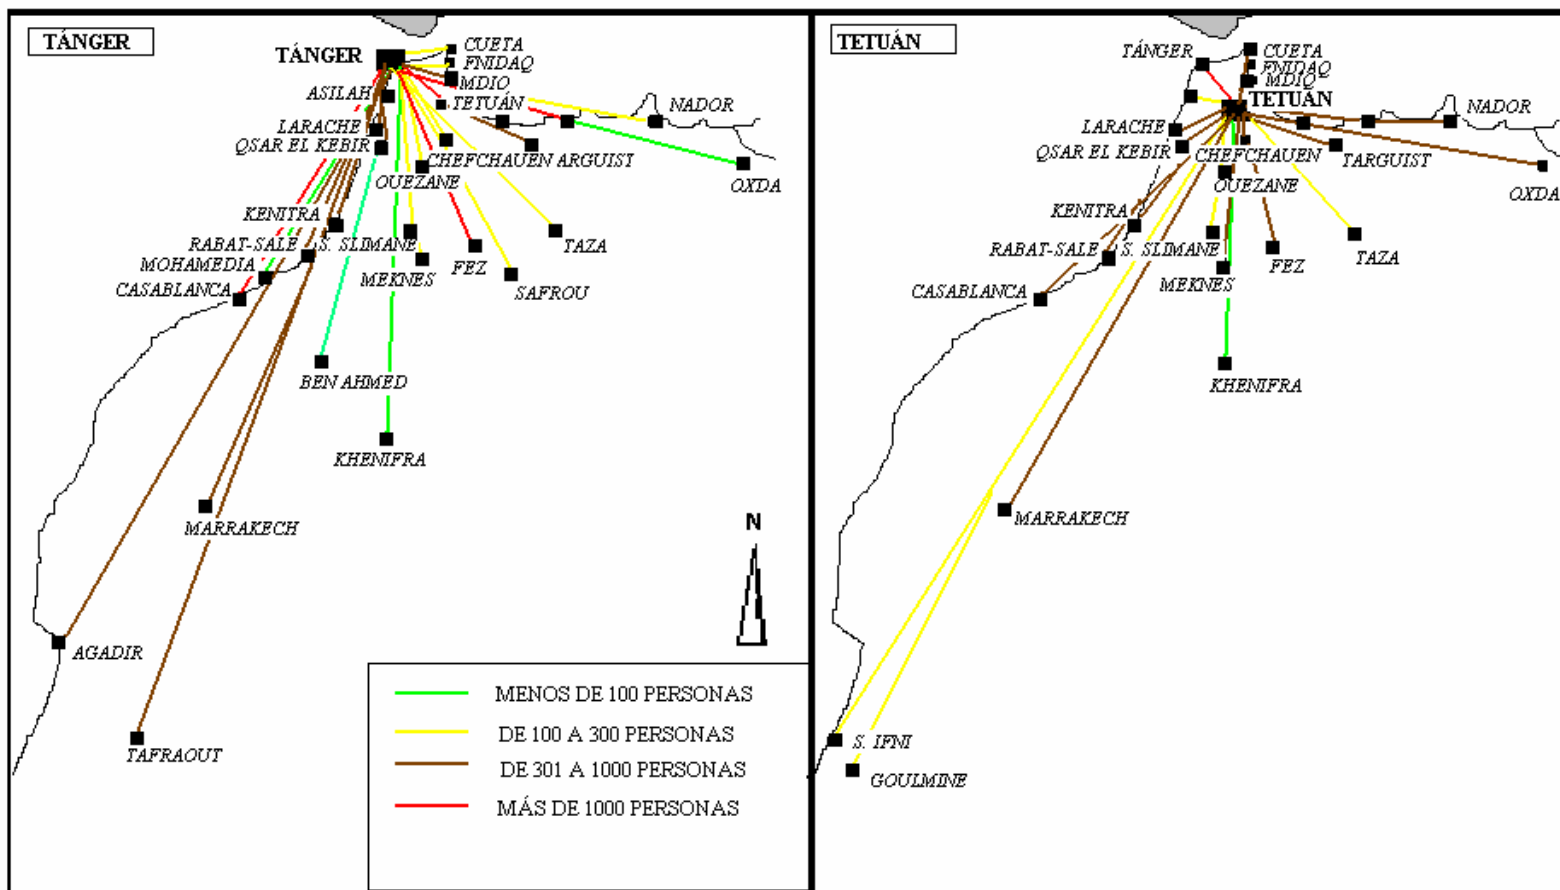 TÁNGER
TÁNGER
CUETA
FNIDAQ
MDIQ
ASILAH
TETUÁN
NADOR
LARACHE
QSAR EL KEBIR
CHEFCHAUEN
ARGUIST
OUEZANE
OXDA
KENITRA
RABAT-SALE
S. SLIMANE
TAZA
MOHAMEDIA
MEKNES
FEZ
CASABLANCA
SAFROU
BEN AHMED
KHENIFRA
MARRAKECH
N
AGADIR
TAFRAOUT
MENOS DE 100 PERSONAS
DE 100 A 300 PERSONAS
DE 301 A 1000 PERSONAS
MÁS DE 1000 PERSONAS
TETUÁN
TÁNGER
CUETA
FNIDAQ
MDIQ
TETUÁN
NADOR
LARACHE
QSAR EL KEBIR
CHEFCHAUEN
TARGUIST
OUEZANE
OXDA
KENITRA
RABAT-SALE
S. SLIMANE
TAZA
MEKNES
FEZ
CASABLANCA
KHENIFRA
MARRAKECH
S. IFNI
GOULMINE